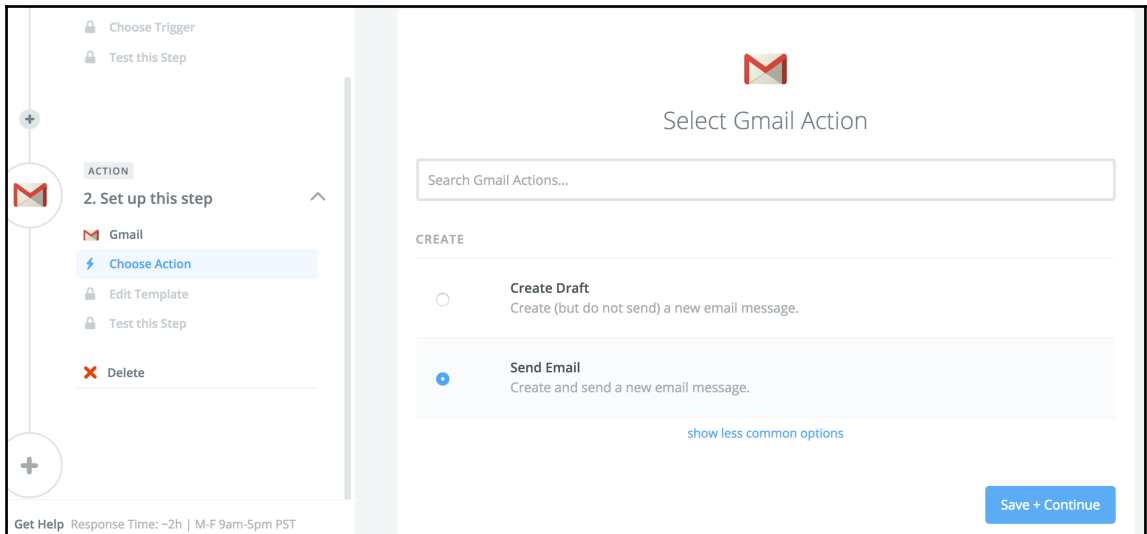 Choose Trigger
Test this Step
ACTION
2. Set up this step
Gmail
Choose Action
Edit Template
Test this Step
Delete
Get Help Response Time: ~2h | M-F 9am-5pm PST
Select Gmail Action
Search Gmail Actions...
CREATE
Create Draft
Create (but do not send) a new email message.
Send Email
Create and send a new email message.
show less common options
Save + Continue